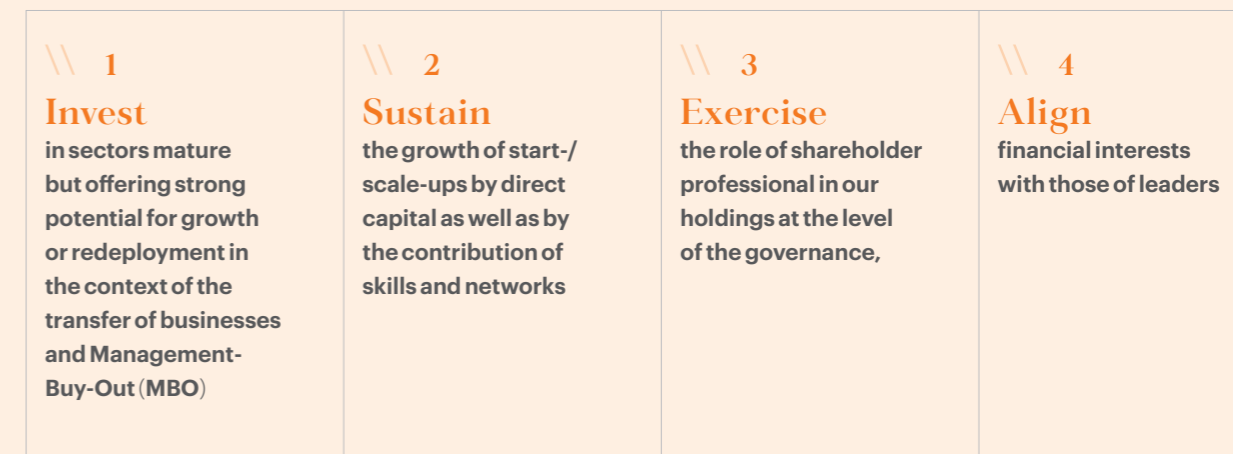 \\ 1
Invest
in sectors mature
but offering strong
potential for growth
or redeployment in
the context of the
transfer of businesses
and Management-
Buy-Out (MBO)
\\ 2
Sustain
the growth of start-/
scale-ups by direct
capital as well as by
the contribution of
skills and networks
\\ 3
Exercise
the role of shareholder
professional in our
holdings at the level
of the governance,
\\ 4
Align
financial interests
with those of leaders